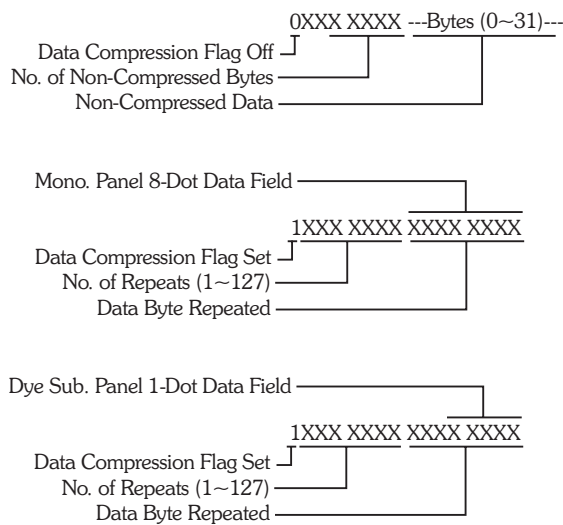 0XXX XXXX ---Bytes (0~31)---
Data Compression Flag Off
No. of Non-Compressed Bytes
Non-Compressed Data
Mono. Panel 8-Dot Data Field
1XXX XXXX XXXX XXXX
Data Compression Flag Set
No. of Repeats (1~127)
Data Byte Repeated
Dye Sub. Panel 1-Dot Data Field
1XXX XXXX XXXX XXXX
Data Compression Flag Set
No. of Repeats (1~127)
Data Byte Repeated